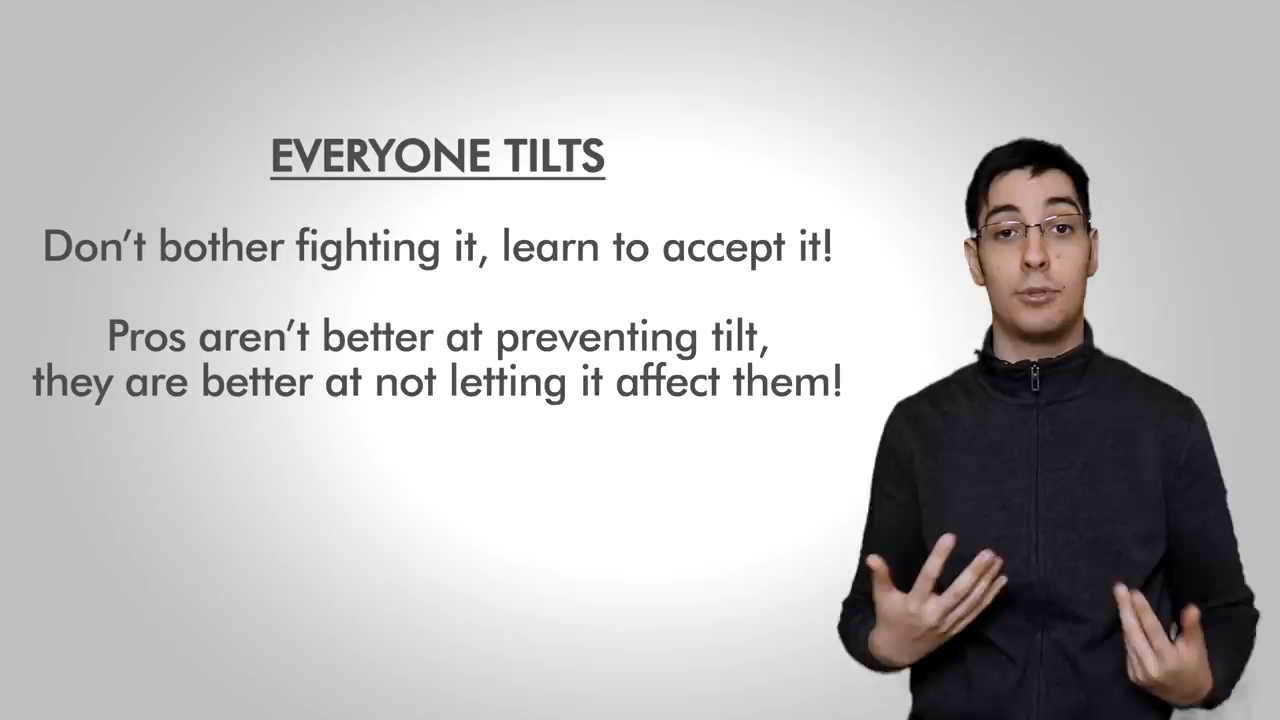 EVERYONE TILTS
Don't bother fighting it, learn to accept it!
Pros aren't better at preventing tilt,
they are better at not letting it affect them!